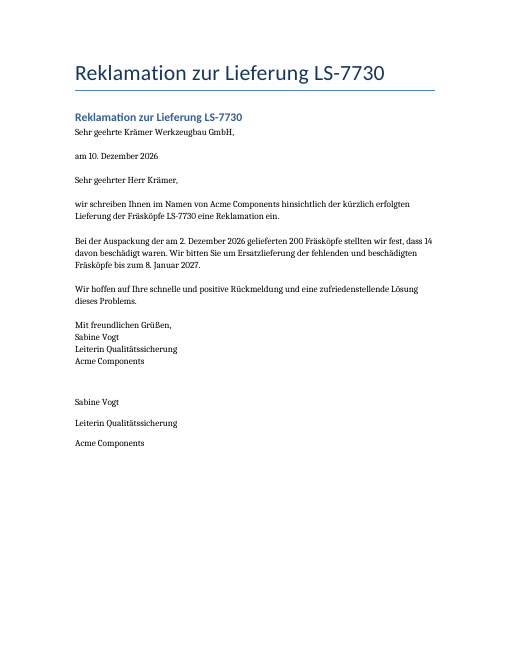 Reklamation zur Lieferung LS-7730
Reklamation zur Lieferung LS-7730
Sehr geehrte Krämer Werkzeugbau GmbH,
am 10. Dezember 2026
Sehr geehrter Herr Krämer,
wir schreiben Ihnen im Namen von Acme Components hinsichtlich der kürzlich erfolgten
Lieferung der Fräsköpfe LS-7730 eine Reklamation ein.
Bei der Auspackung der am 2. Dezember 2026 gelieferten 200 Fräsköpfe stellten wir fest, dass 14
davon beschädigt waren. Wir bitten Sie um Ersatzlieferung der fehlenden und beschädigten
Fräsköpfe bis zum 8. Januar 2027.
Wir hoffen auf Ihre schnelle und positive Rückmeldung und eine zufriedenstellende Lösung
dieses Problems.
Mit freundlichen Grüßen,
Sabine Vogt
Leiterin Qualitätssicherung
Acme Components
Sabine Vogt
Leiterin Qualitätssicherung
Acme Components